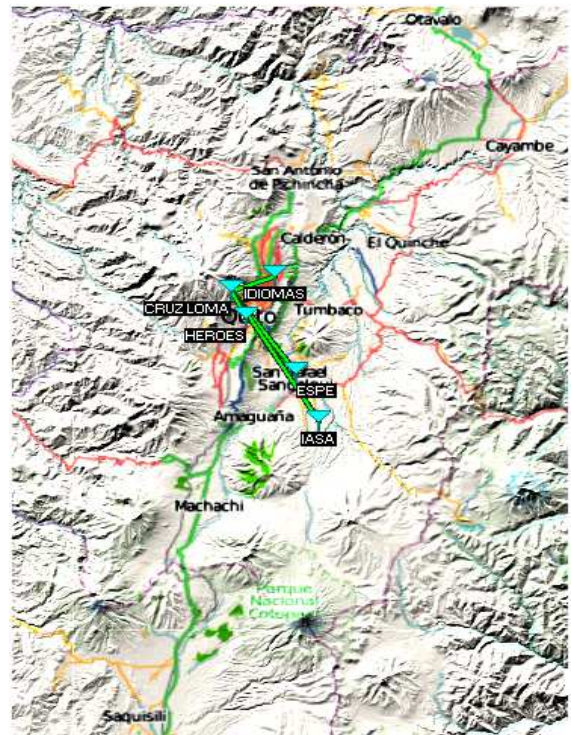 Otavalo
Cayambe
San Antonio
de Pichincha
Calderón
El Quinche
IDIOMAS
CRUZ LOMA
Tumbaco
HEROES
ESPE
Amaguaña
IASA
Machachi
Parque
Nacional
Saquisilí